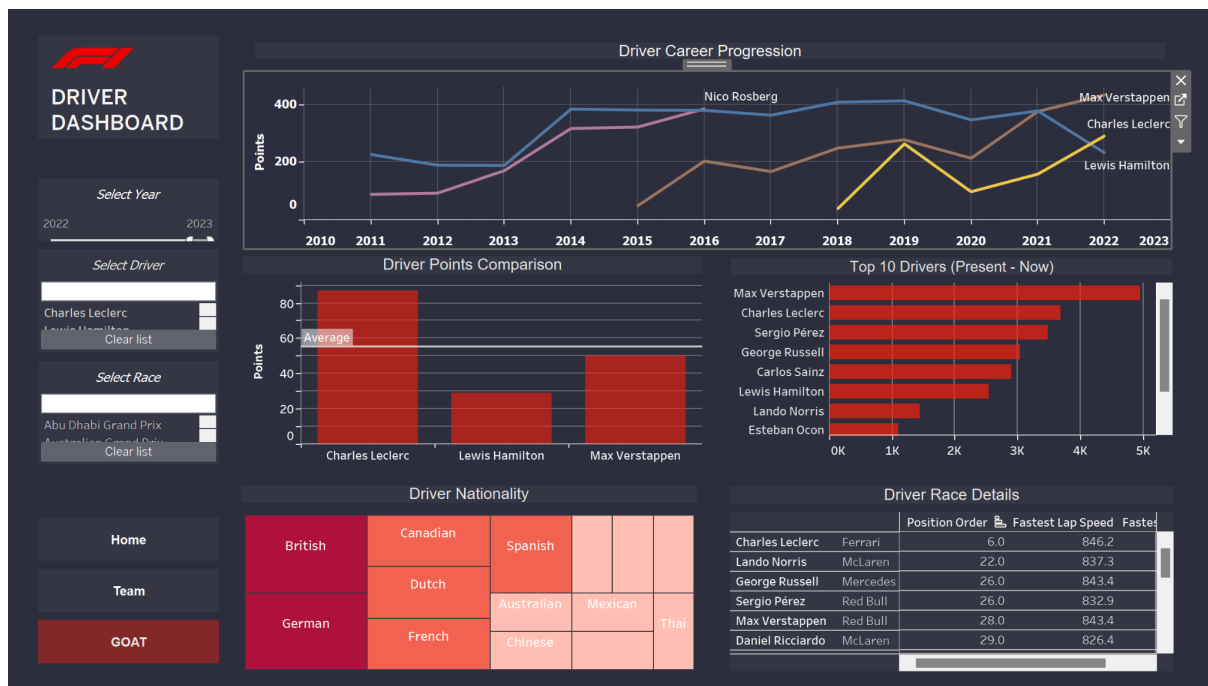 DRIVER
DASHBOARD
Select Year
2022 2023
Select Driver
Charles Leclerc
Lewis Hamilton
Clear list
Select Race
Abu Dhabi Grand Prix
Australian Grand Prix
Clear list
Home
Team
GOAT
Driver Career Progression
Points
400
200
0
Nico Rosberg
Max Verstappen
Charles Leclerc
Lewis Hamilton
2010 2011 2012 2013 2014 2015 2016 2017 2018 2019 2020 2021 2022 2023
Driver Points Comparison
Points
80
60
40
20
0
Average
Charles Leclerc Lewis Hamilton Max Verstappen
Top 10 Drivers (Present - Now)
Max Verstappen
Charles Leclerc
Sergio Pérez
George Russell
Carlos Sainz
Lewis Hamilton
Lando Norris
Esteban Ocon
0K 1K 2K 3K 4K 5K
Driver Nationality
British
German
Canadian
Dutch
French
Spanish
Australian
Chinese
Mexican
Thai
Driver Race Details
Position Order Fastest Lap Speed Fastes
Charles Leclerc Ferrari 6.0 846.2
Lando Norris McLaren 22.0 837.3
George Russell Mercedes 26.0 843.4
Sergio Pérez Red Bull 26.0 832.9
Max Verstappen Red Bull 28.0 843.4
Daniel Ricciardo McLaren 29.0 826.4